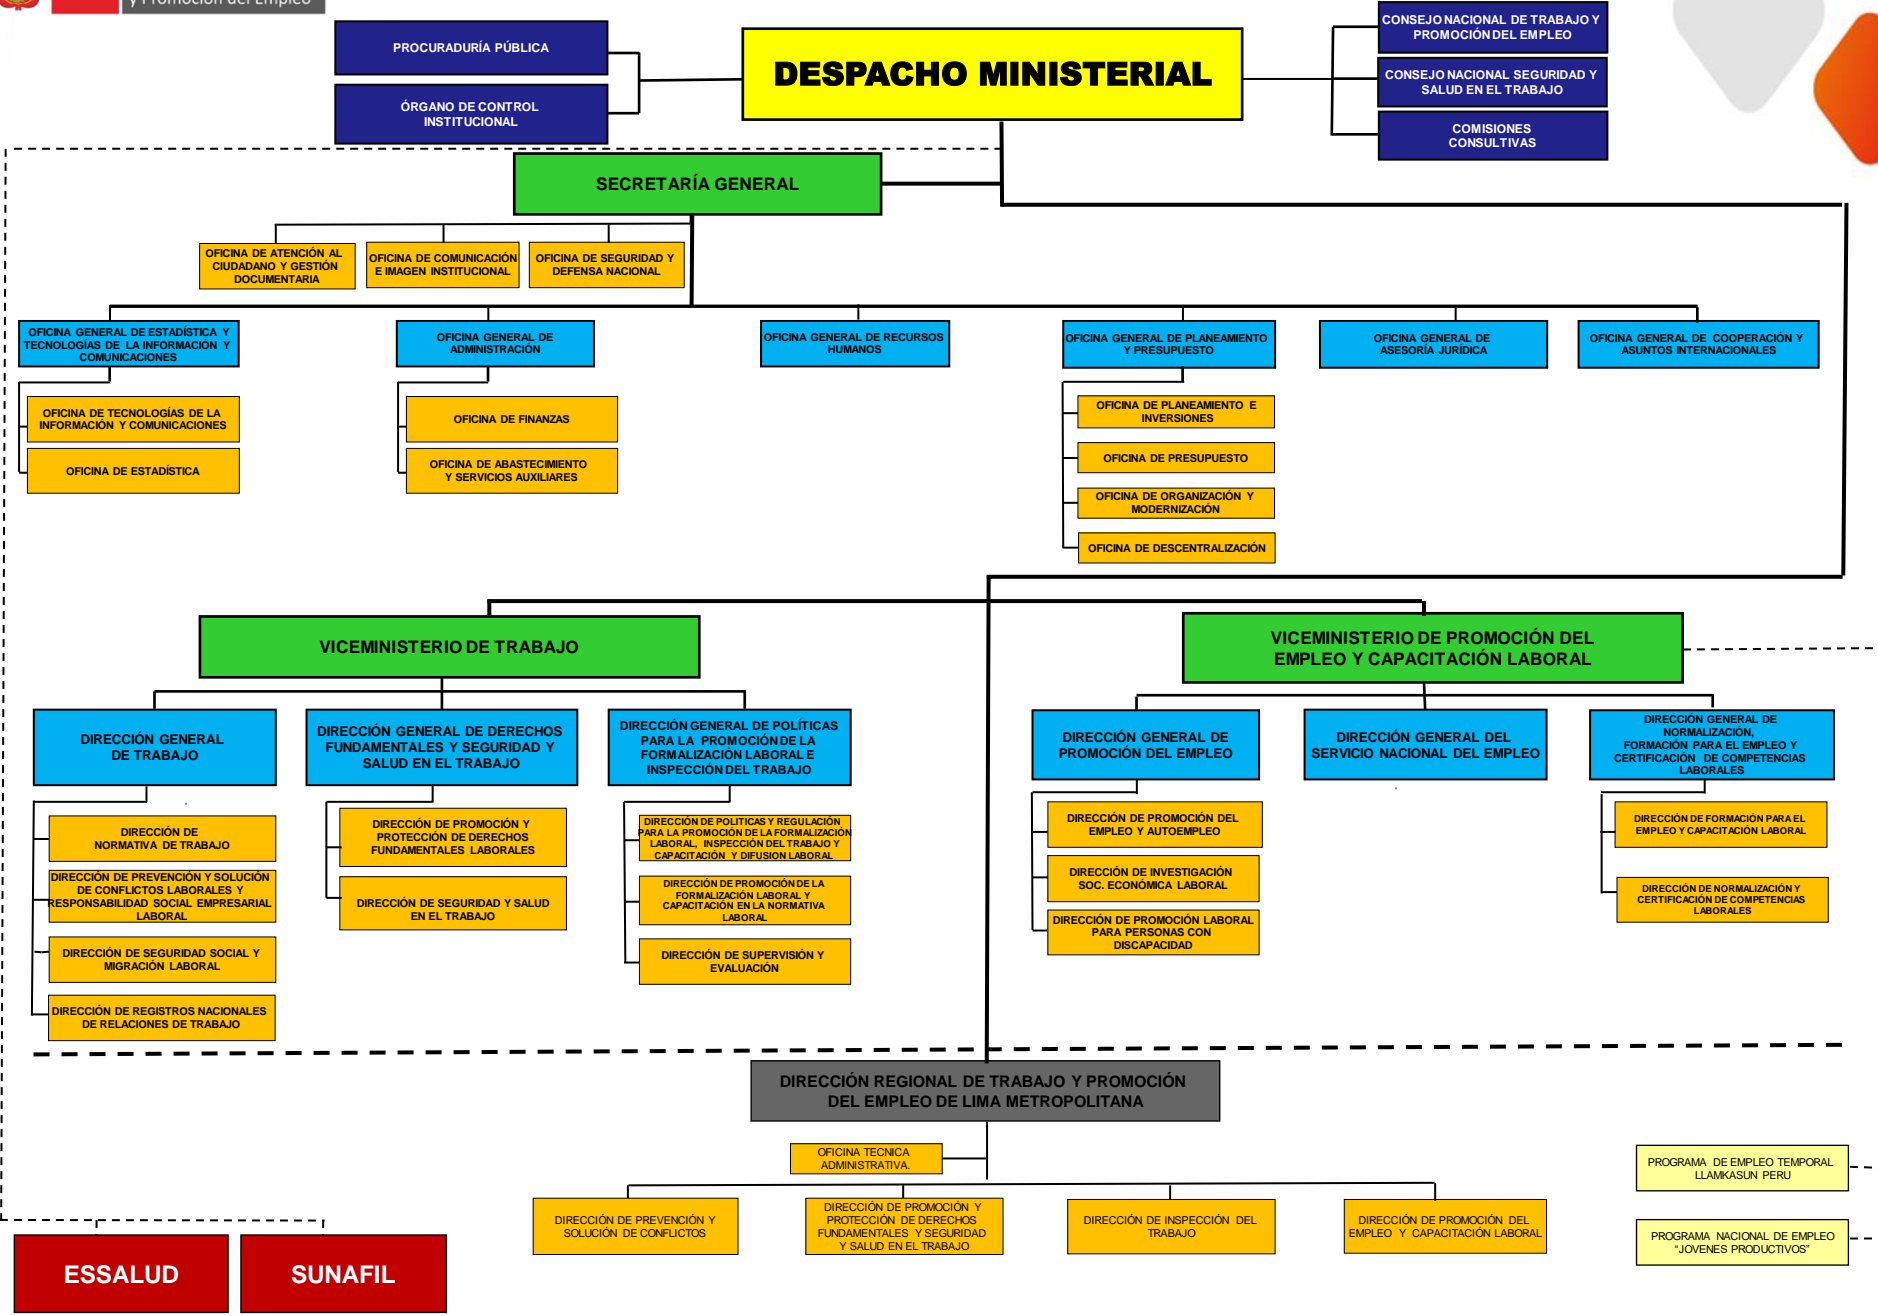 y Promoción del Empleo
PROCURADURÍA PÚBLICA
ÓRGANO DE CONTROL
INSTITUCIONAL
DESPACHO MINISTERIAL
CONSEJO NACIONAL DE TRABAJO Y
PROMOCIÓN DEL EMPLEO
CONSEJO NACIONAL SEGURIDAD Y
SALUD EN EL TRABAJO
COMISIONES
CONSULTIVAS
SECRETARÍA GENERAL
OFICINA DE ATENCIÓN AL
CIUDADANO Y GESTIÓN
DOCUMENTARIA
OFICINA DE COMUNICACIÓN
E IMAGEN INSTITUCIONAL
OFICINA DE SEGURIDAD Y
DEFENSA NACIONAL
OFICINA GENERAL DE ESTADÍSTICA Y
TECNOLOGÍAS DE LA INFORMACIÓN Y
COMUNICACIONES
OFICINA GENERAL DE
ADMINISTRACIÓN
OFICINA GENERAL DE RECURSOS
HUMANOS
OFICINA GENERAL DE PLANEAMIENTO
Y PRESUPUESTO
OFICINA GENERAL DE
ASESORÍA JURÍDICA
OFICINA GENERAL DE COOPERACIÓN Y
ASUNTOS INTERNACIONALES
OFICINA DE TECNOLOGÍAS DE LA
INFORMACIÓN Y COMUNICACIONES
OFICINA DE ESTADÍSTICA
OFICINA DE FINANZAS
OFICINA DE ABASTECIMIENTO
Y SERVICIOS AUXILIARES
OFICINA DE PLANEAMIENTO E
INVERSIONES
OFICINA DE PRESUPUESTO
OFICINA DE ORGANIZACIÓN Y
MODERNIZACIÓN
OFICINA DE DESCENTRALIZACIÓN
VICEMINISTERIO DE TRABAJO
VICEMINISTERIO DE PROMOCIÓN DEL
EMPLEO Y CAPACITACIÓN LABORAL
DIRECCIÓN GENERAL
DE TRABAJO
DIRECCIÓN GENERAL DE DERECHOS
FUNDAMENTALES Y SEGURIDAD Y
SALUD EN EL TRABAJO
DIRECCIÓN GENERAL DE POLÍTICAS
PARA LA PROMOCIÓN DE LA
FORMALIZACIÓN LABORAL E
INSPECCIÓN DEL TRABAJO
DIRECCIÓN GENERAL DE
PROMOCIÓN DEL EMPLEO
DIRECCIÓN GENERAL DEL
SERVICIO NACIONAL DEL EMPLEO
DIRECCIÓN GENERAL DE
NORMALIZACIÓN,
FORMACIÓN PARA EL EMPLEO Y
CERTIFICACIÓN DE COMPETENCIAS
LABORALES
DIRECCIÓN DE
NORMATIVA DE TRABAJO
DIRECCIÓN DE PREVENCIÓN Y SOLUCIÓN
DE CONFLICTOS LABORALES Y
RESPONSABILIDAD SOCIAL EMPRESARIAL
LABORAL
DIRECCIÓN DE SEGURIDAD SOCIAL Y
MIGRACIÓN LABORAL
DIRECCIÓN DE REGISTROS NACIONALES
DE RELACIONES DE TRABAJO
DIRECCIÓN DE PROMOCIÓN Y
PROTECCIÓN DE DERECHOS
FUNDAMENTALES LABORALES
DIRECCIÓN DE SEGURIDAD Y SALUD
EN EL TRABAJO
DIRECCIÓN DE POLITICAS Y REGULACIÓN
PARA LA PROMOCIÓN DE LA FORMALIZACIÓN
LABORAL, INSPECCIÓN DEL TRABAJO Y
CAPACITACIÓN Y DIFUSION LABORAL
DIRECCIÓN DE PROMOCIÓN DE LA
FORMALIZACIÓN LABORAL Y
CAPACITACIÓN EN LA NORMATIVA
LABORAL
DIRECCIÓN DE SUPERVISIÓN Y
EVALUACIÓN
DIRECCIÓN DE PROMOCIÓN DEL
EMPLEO Y AUTOEMPLEO
DIRECCIÓN DE INVESTIGACIÓN
SOC. ECONÓMICA LABORAL
DIRECCIÓN DE PROMOCIÓN LABORAL
PARA PERSONAS CON
DISCAPACIDAD
DIRECCIÓN DE FORMACIÓN PARA EL
EMPLEO Y CAPACITACIÓN LABORAL
DIRECCIÓN DE NORMALIZACIÓN Y
CERTIFICACIÓN DE COMPETENCIAS
LABORALES
DIRECCIÓN REGIONAL DE TRABAJO Y PROMOCIÓN
DEL EMPLEO DE LIMA METROPOLITANA
OFICINA TECNICA
ADMINISTRATIVA.
DIRECCIÓN DE PREVENCIÓN Y
SOLUCIÓN DE CONFLICTOS
DIRECCIÓN DE PROMOCIÓN Y
PROTECCIÓN DE DERECHOS
FUNDAMENTALES Y SEGURIDAD
Y SALUD EN EL TRABAJO
DIRECCIÓN DE INSPECCIÓN DEL
TRABAJO
DIRECCIÓN DE PROMOCIÓN DEL
EMPLEO Y CAPACITACIÓN LABORAL
PROGRAMA DE EMPLEO TEMPORAL
LLAMKASUN PERU
PROGRAMA NACIONAL DE EMPLEO
"JOVENES PRODUCTIVOS"
ESSALUD
SUNAFIL